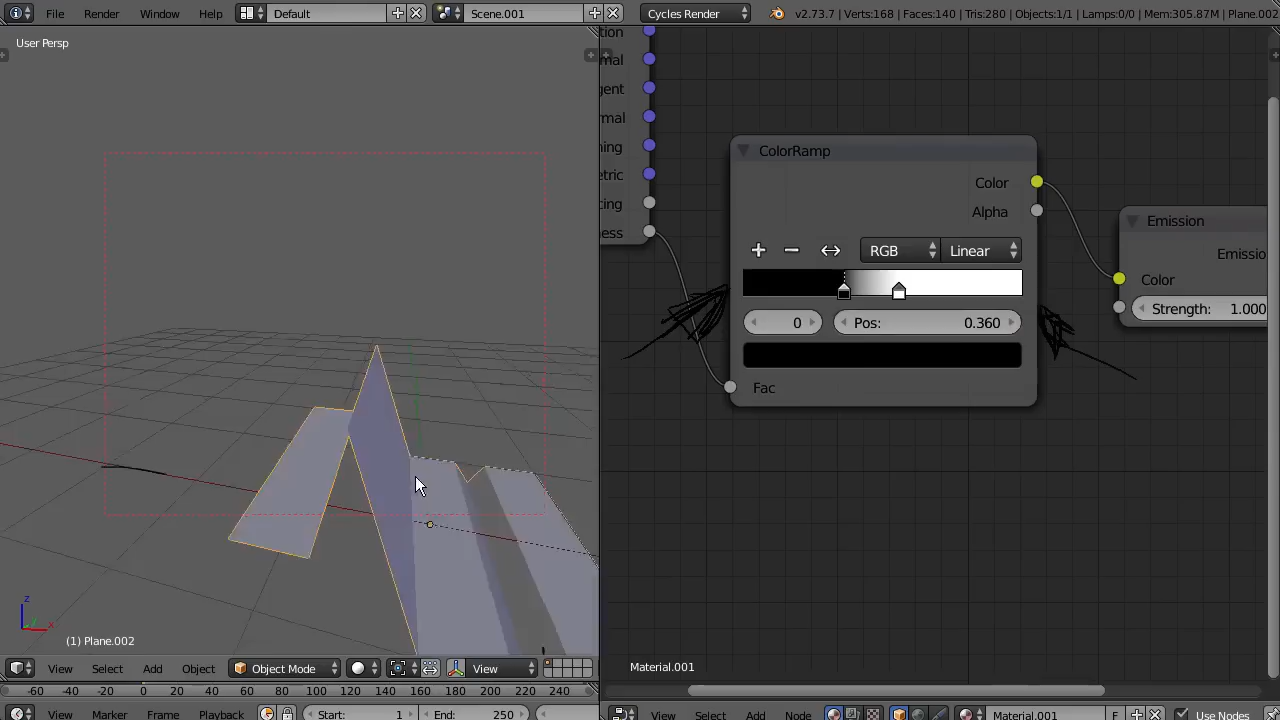 File Render Window Help Default Scene.001 Cycles Render v2.73.7 | Verts:168 | Faces:140 | Tris:280 | Objects:1/1 | Lamps:0/0 | Mem:305.87M | Plane.002
User Persp
tion
mal
gent
rmal
ning
etric
cing
ness
ColorRamp
Color
Alpha
RGB Linear
0 Pos: 0.360
Fac
Emission
Emissio
Color
Strength: 1.000
z
x
(1) Plane.002
Material.001
View Select Add Object Object Mode View
-60 -40 -20 0 20 40 60 80 100 120 140 160 180 200 220 240
View Marker Frame Playback Start: 1 End: 250
View Select Add Node Material.001 F Use Nodes